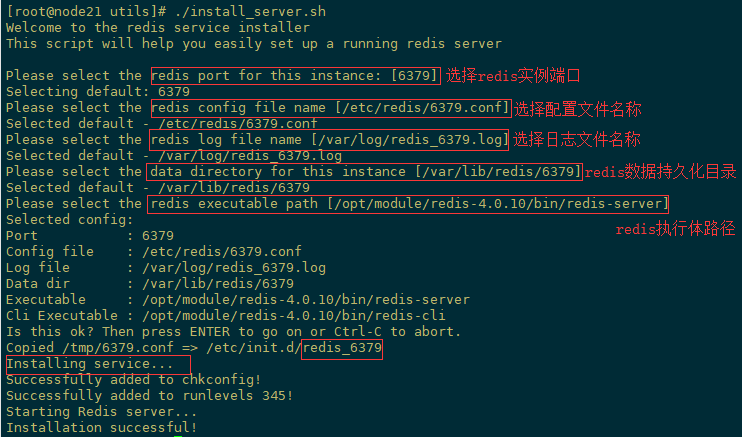 [root@node21 utils]# ./install_server.sh
Welcome to the redis service installer
This script will help you easily set up a running redis server
Please select the redis port for this instance: [6379] 选择redis实例端口
Selecting default: 6379
Please select the redis config file name [/etc/redis/6379.conf] 选择配置文件名称
Selected default - /etc/redis/6379.conf
Please select the redis log file name [/var/log/redis_6379.log] 选择日志文件名称
Selected default - /var/log/redis_6379.log
Please select the data directory for this instance [/var/lib/redis/6379] redis数据持久化目录
Selected default - /var/lib/redis/6379
Please select the redis executable path [/opt/module/redis-4.0.10/bin/redis-server]
Selected config:
redis执行体路径
Port : 6379
Config file : /etc/redis/6379.conf
Log file : /var/log/redis_6379.log
Data dir : /var/lib/redis/6379
Executable : /opt/module/redis-4.0.10/bin/redis-server
Cli Executable : /opt/module/redis-4.0.10/bin/redis-cli
Is this ok? Then press ENTER to go on or Ctrl-C to abort.
Copied /tmp/6379.conf => /etc/init.d/redis_6379
Installing service...
Successfully added to chkconfig!
Successfully added to runlevels 345!
Starting Redis server...
Installation successful!